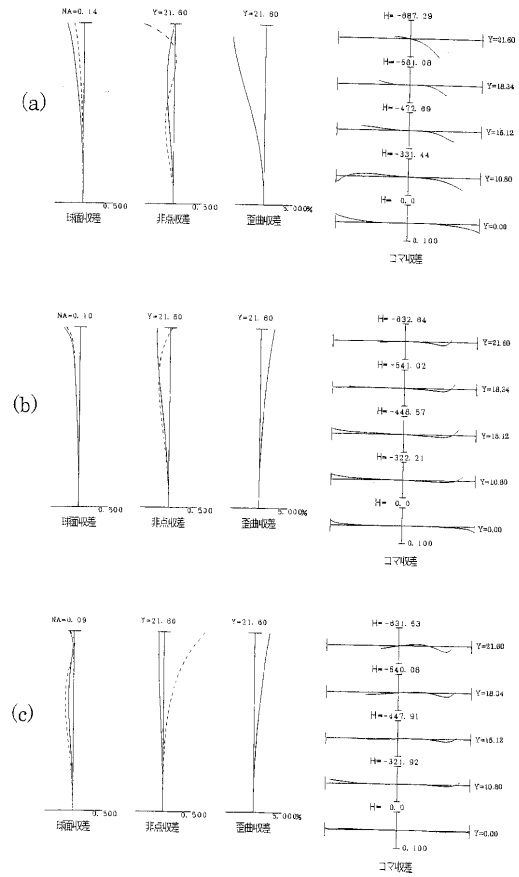 (a)
NA=0.14
0.500
球面収差
Y=21.60
0.500
非点収差
Y=21.60
5.000%
歪曲収差
H=-687.29
Y=21.60
H=-581.08
Y=18.34
H=-477.69
Y=15.12
H=-331.44
Y=10.80
H= 0.0
Y=0.00
0.100
コマ収差
(b)
NA=0.10
0.500
球面収差
Y=21.60
0.500
非点収差
Y=21.60
5.000%
歪曲収差
H=-632.64
Y=21.60
H=-541.02
Y=18.34
H=-448.57
Y=15.12
H=-322.21
Y=10.80
H= 0.0
Y=0.00
0.100
コマ収差
(c)
NA=0.09
0.500
球面収差
Y=21.60
0.500
非点収差
Y=21.60
5.000%
歪曲収差
H=-631.63
Y=21.60
H=-540.06
Y=18.34
H=-447.91
Y=15.12
H=-321.92
Y=10.80
H= 0.0
Y=0.00
0.100
コマ収差